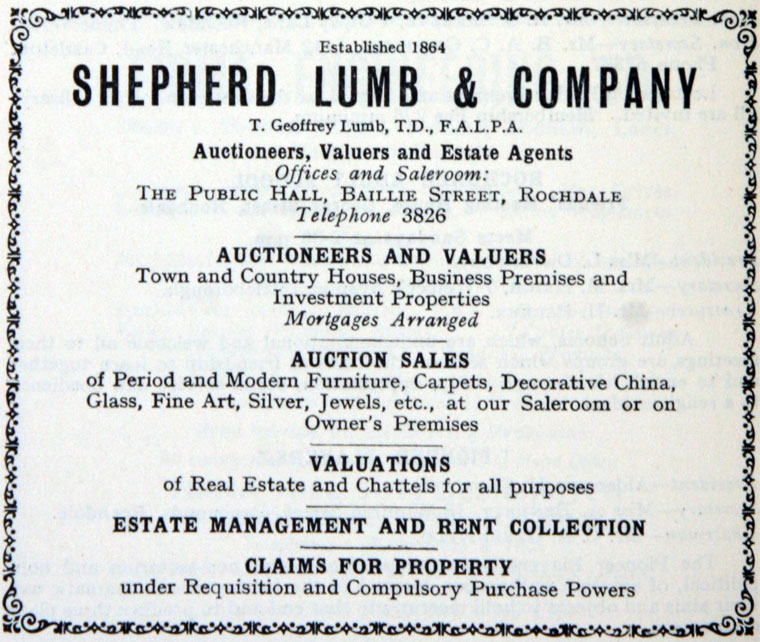 Established 1864
SHEPHERD LUMB & COMPANY
T. Geoffrey Lumb, T.D., F.A.L.P.A.
Auctioneers, Valuers and Estate Agents
Offices and Saleroom:
THE PUBLIC HALL, BAILLIE STREET, ROCHDALE
Telephone 3826
AUCTIONEERS AND VALUERS
Town and Country Houses, Business Premises and
Investment Properties
Mortgages Arranged
AUCTION SALES
of Period and Modern Furniture, Carpets, Decorative China,
Glass, Fine Art, Silver, Jewels, etc., at our Saleroom or on
Owner's Premises
VALUATIONS
of Real Estate and Chattels for all purposes
ESTATE MANAGEMENT AND RENT COLLECTION
CLAIMS FOR PROPERTY
under Requisition and Compulsory Purchase Powers